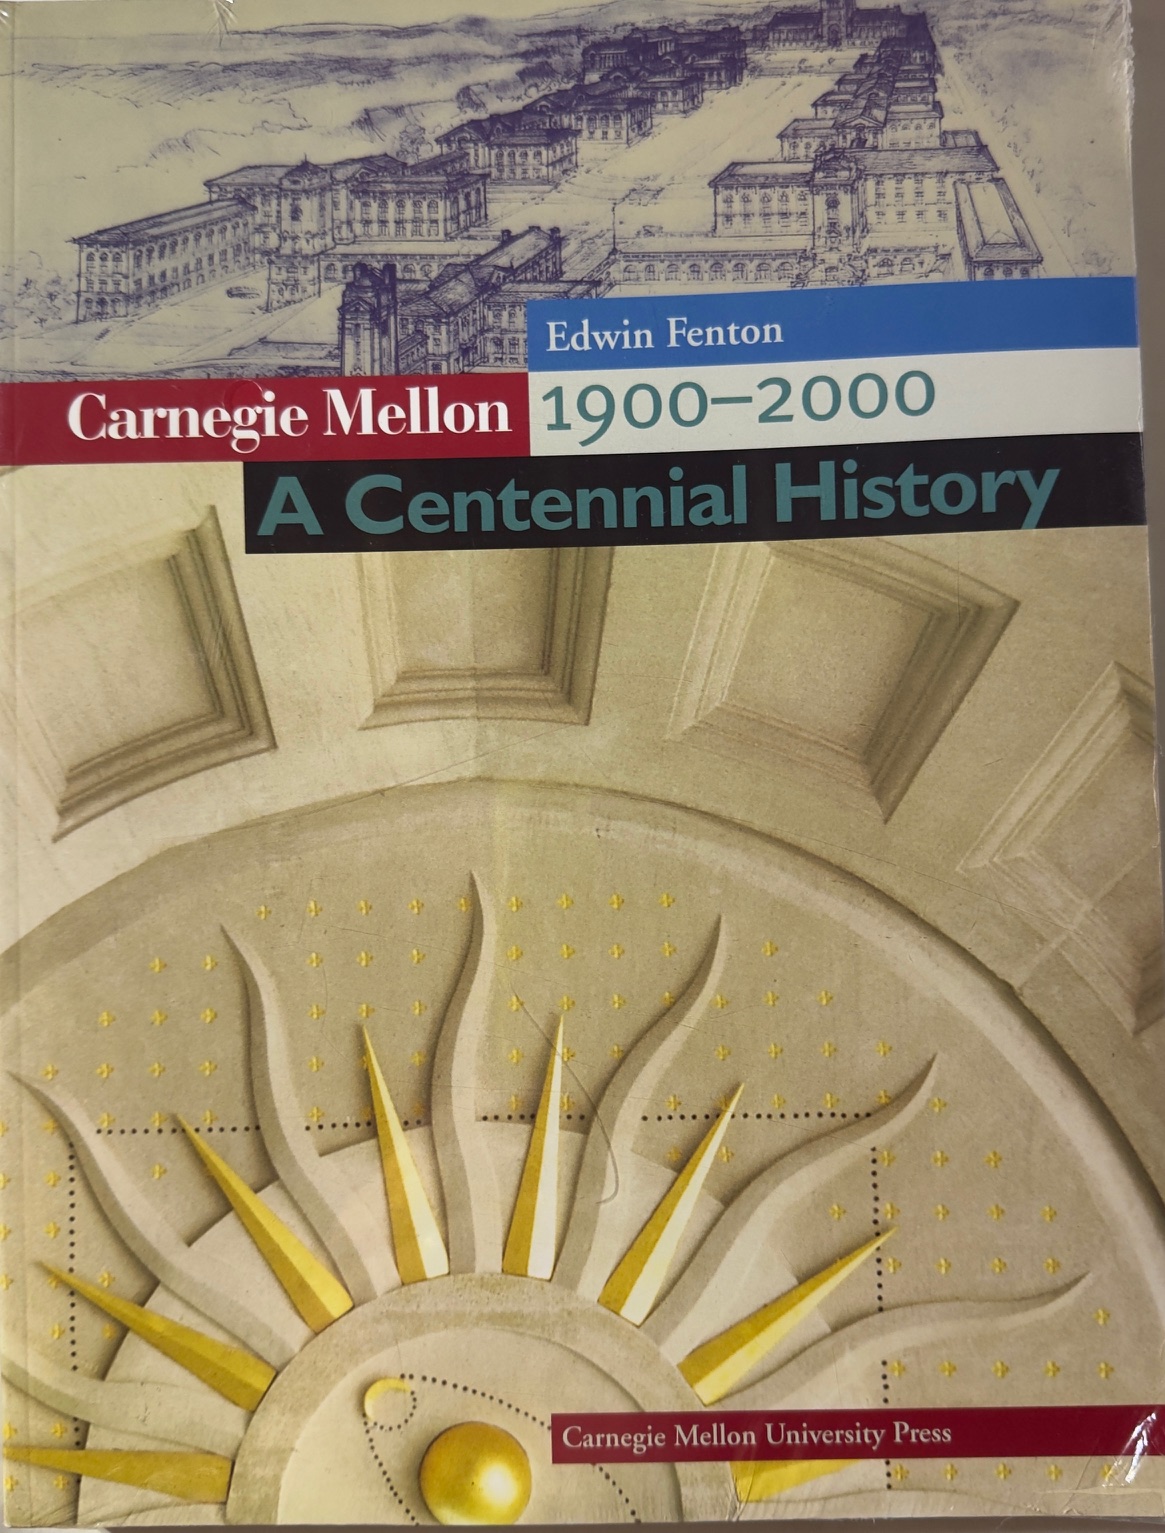 Edwin Fenton
Carnegie Mellon 1900–2000
A Centennial History
Carnegie Mellon University Press